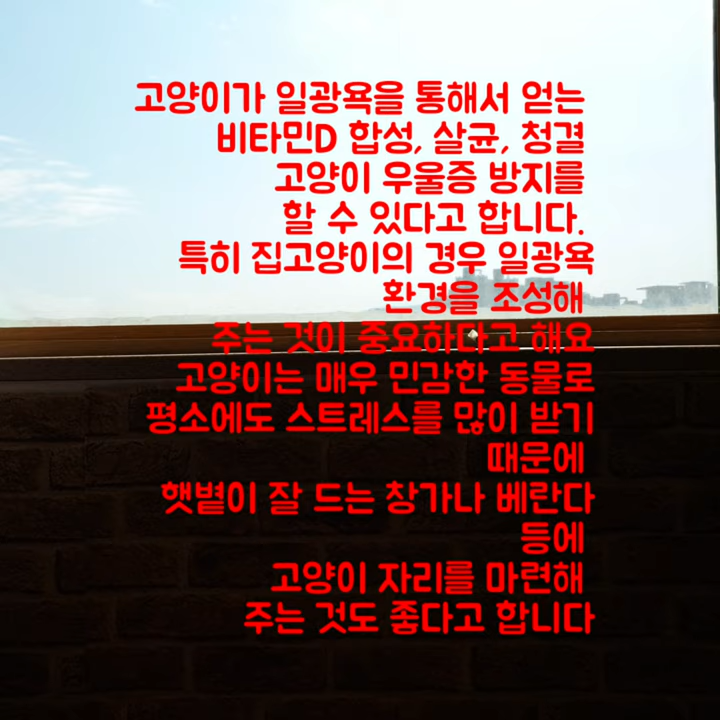 고양이가 일광욕을 통해서 얻는
비타민D 합성, 살균, 청결
고양이 우울증 방지를
할 수 있다고 합니다.
특히 집고양이의 경우 일광욕
환경을 조성해
주는 것이 중요하다고 해요
고양이는 매우 민감한 동물로
평소에도 스트레스를 많이 받기
때문에
햇볕이 잘 드는 창가나 베란다
등에
고양이 자리를 마련해
주는 것도 좋다고 합니다